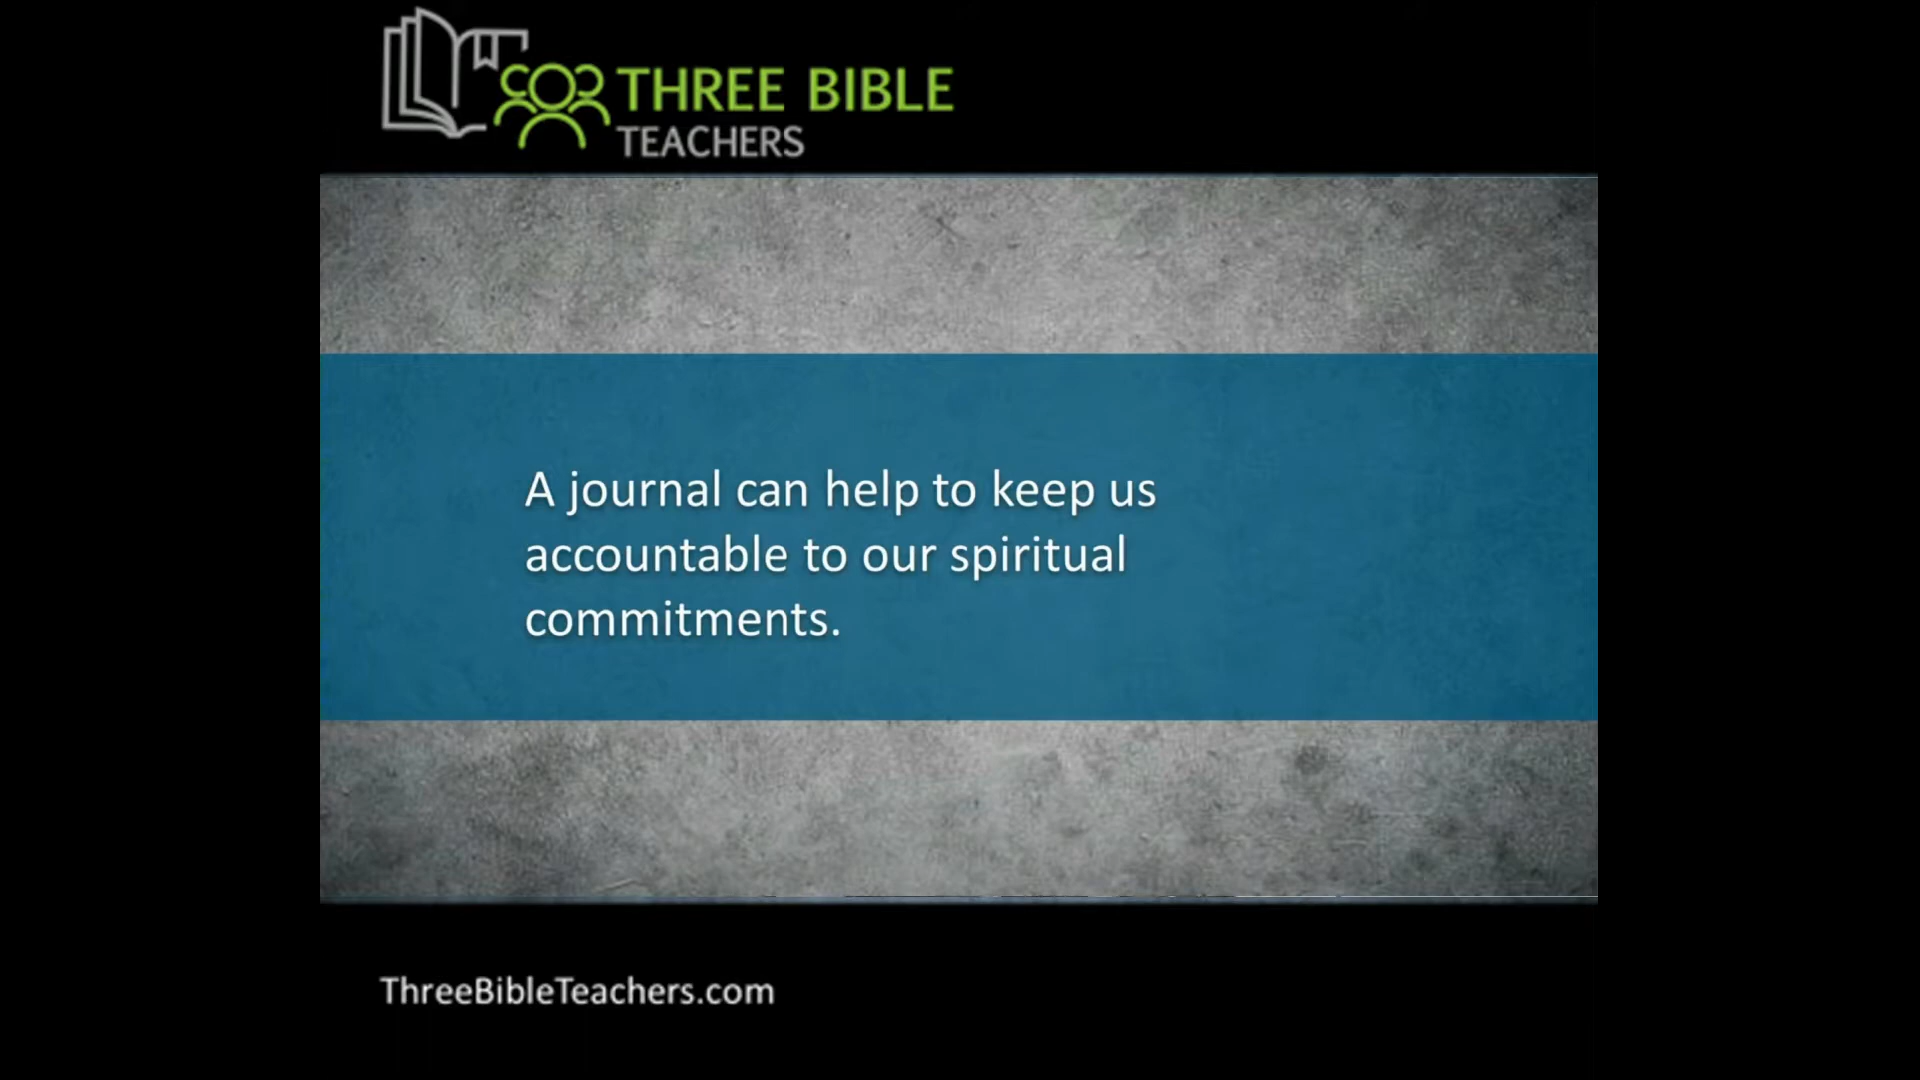 THREE BIBLE
TEACHERS
A journal can help to keep us
accountable to our spiritual
commitments.
ThreeBibleTeachers.com